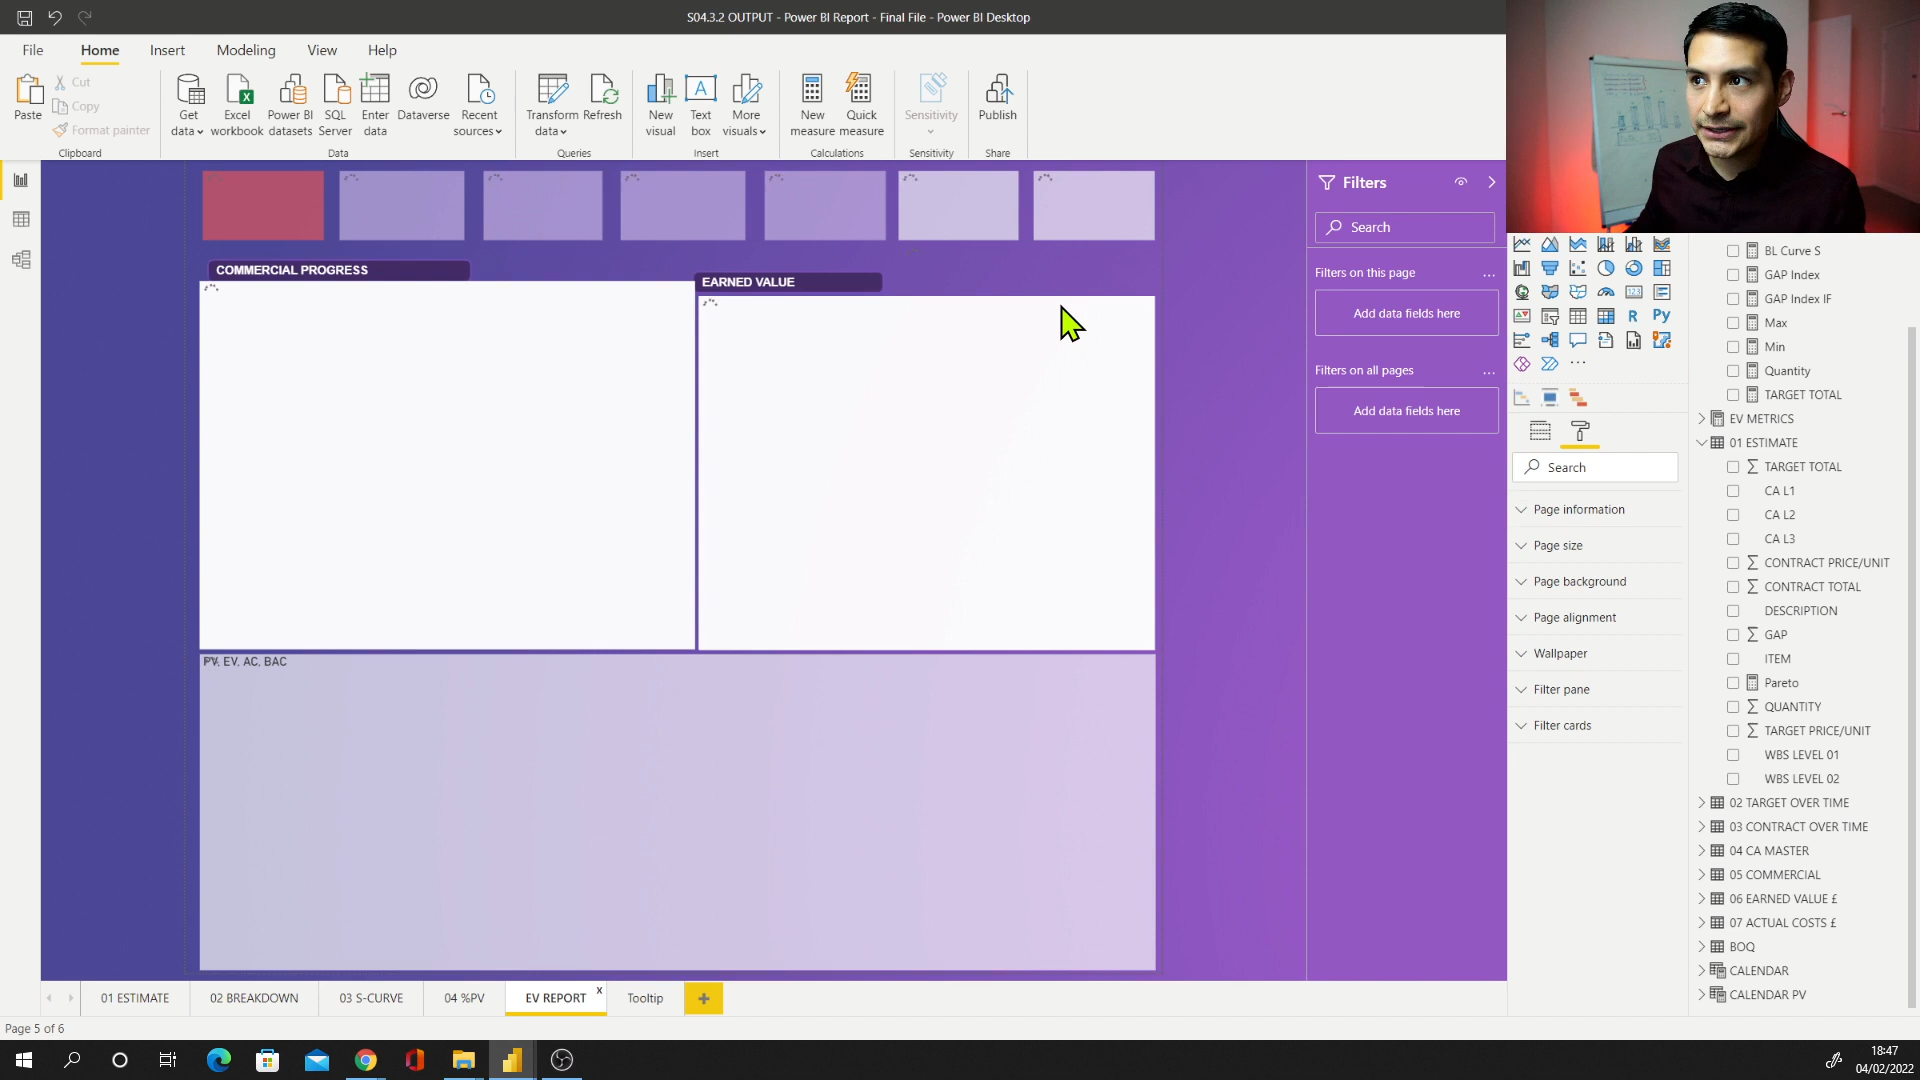 S04.3.2 OUTPUT - Power BI Report - Final File - Power BI Desktop
File
Home
Insert
Modeling
View
Help
Paste
Cut
Copy
Format painter
Clipboard
Get data
Excel workbook
Power BI datasets
SQL Server
Enter data
Dataverse
Recent sources
Data
Transform data
Refresh
Queries
New visual
Text box
More visuals
Insert
New measure
Quick measure
Calculations
Sensitivity
Sensitivity
Publish
Share
COMMERCIAL PROGRESS
EARNED VALUE
PV, EV, AC, BAC
Filters
Search
Filters on this page
...
Add data fields here
Filters on all pages
...
Add data fields here
R
Py
123
A
...
Search
Page information
Page size
Page background
Page alignment
Wallpaper
Filter pane
Filter cards
BL Curve S
GAP Index
GAP Index IF
Max
Min
Quantity
TARGET TOTAL
EV METRICS
01 ESTIMATE
∑ TARGET TOTAL
CA L1
CA L2
CA L3
∑ CONTRACT PRICE/UNIT
∑ CONTRACT TOTAL
DESCRIPTION
∑ GAP
ITEM
Pareto
∑ QUANTITY
∑ TARGET PRICE/UNIT
WBS LEVEL 01
WBS LEVEL 02
02 TARGET OVER TIME
03 CONTRACT OVER TIME
04 CA MASTER
05 COMMERCIAL
06 EARNED VALUE £
07 ACTUAL COSTS £
BOQ
CALENDAR
CALENDAR PV
01 ESTIMATE
02 BREAKDOWN
03 S-CURVE
04 %PV
EV REPORT
x
Tooltip
+
Page 5 of 6
18:47
04/02/2022